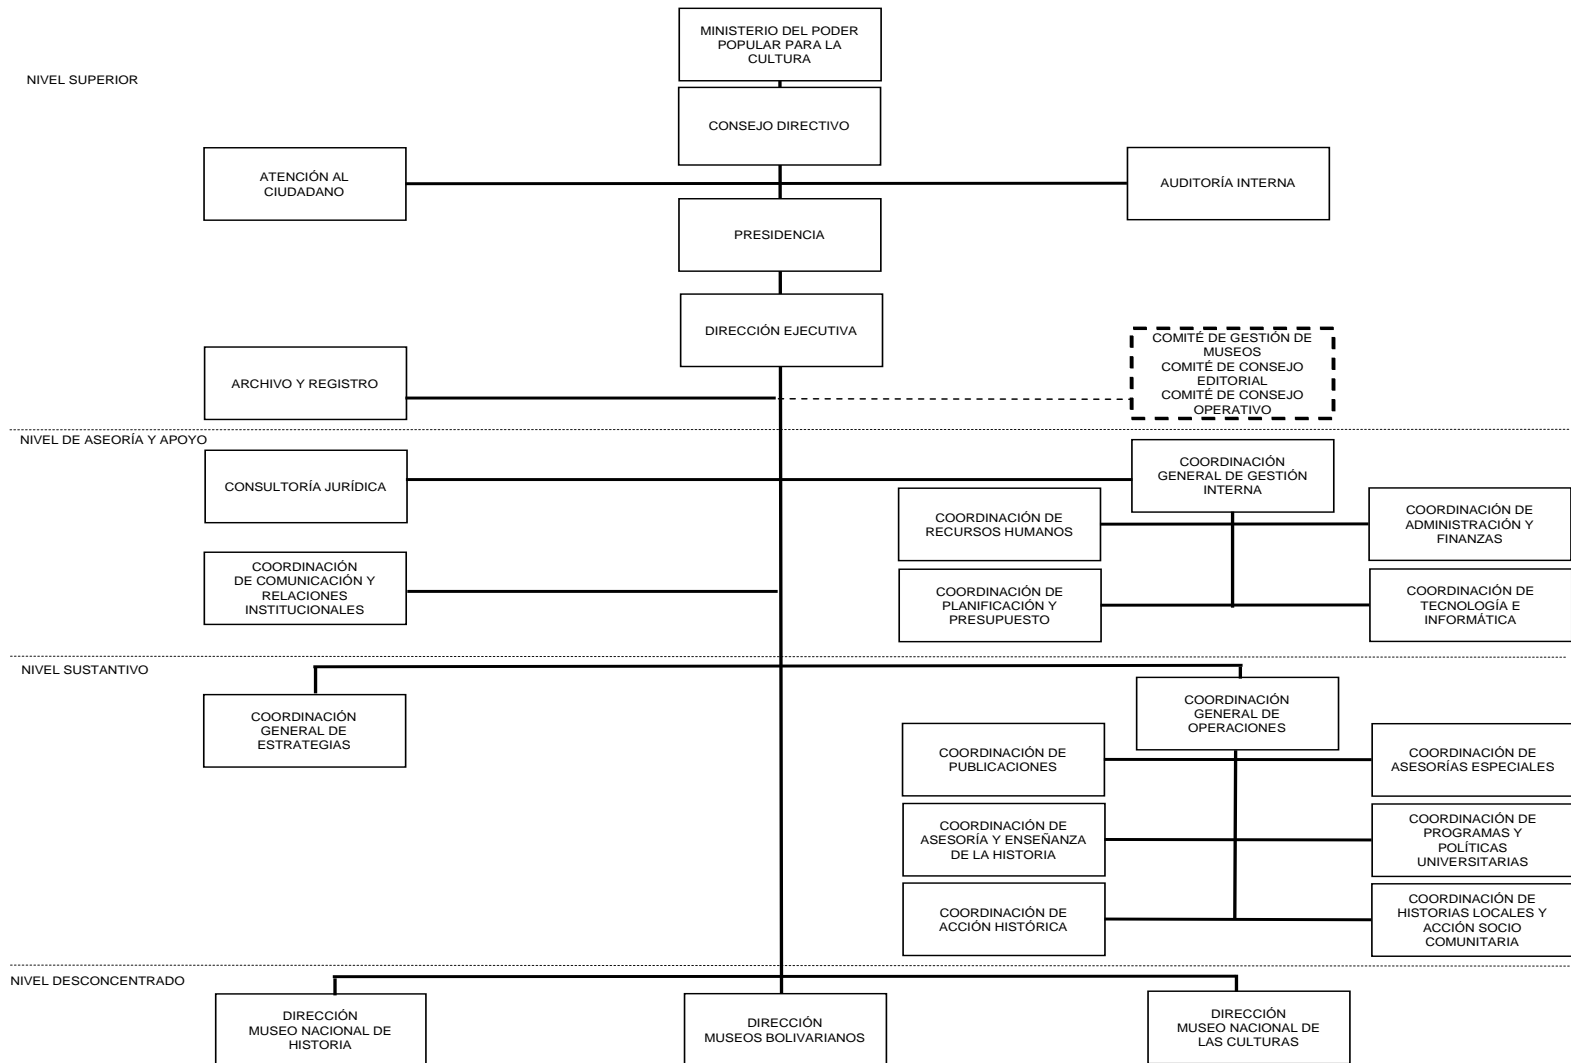 MINISTERIO DEL PODER
POPULAR PARA LA
CULTURA
NIVEL SUPERIOR
CONSEJO DIRECTIVO
ATENCIÓN AL
CIUDADANO
AUDITORÍA INTERNA
PRESIDENCIA
DIRECCIÓN EJECUTIVA
ARCHIVO Y REGISTRO
COMITÉ DE GESTIÓN DE
MUSEOS
COMITÉ DE CONSEJO
EDITORIAL
COMITÉ DE CONSEJO
OPERATIVO
NIVEL DE ASEORÍA Y APOYO
CONSULTORÍA JURÍDICA
COORDINACIÓN
GENERAL DE GESTIÓN
INTERNA
COORDINACIÓN DE
RECURSOS HUMANOS
COORDINACIÓN DE
ADMINISTRACIÓN Y
FINANZAS
COORDINACIÓN
DE COMUNICACIÓN Y
RELACIONES
INSTITUCIONALES
COORDINACIÓN DE
PLANIFICACIÓN Y
PRESUPUESTO
COORDINACIÓN DE
TECNOLOGÍA E
INFORMÁTICA
NIVEL SUSTANTIVO
COORDINACIÓN
GENERAL DE
ESTRATEGIAS
COORDINACIÓN
GENERAL DE
OPERACIONES
COORDINACIÓN DE
PUBLICACIONES
COORDINACIÓN DE
ASESORÍAS ESPECIALES
COORDINACIÓN DE
ASESORÍA Y ENSEÑANZA
DE LA HISTORIA
COORDINACIÓN DE
PROGRAMAS Y
POLÍTICAS
UNIVERSITARIAS
COORDINACIÓN DE
ACCIÓN HISTÓRICA
COORDINACIÓN DE
HISTORIAS LOCALES Y
ACCIÓN SOCIO
COMUNITARIA
NIVEL DESCONCENTRADO
DIRECCIÓN
MUSEO NACIONAL DE
HISTORIA
DIRECCIÓN
MUSEOS BOLIVARIANOS
DIRECCIÓN
MUSEO NACIONAL DE
LAS CULTURAS